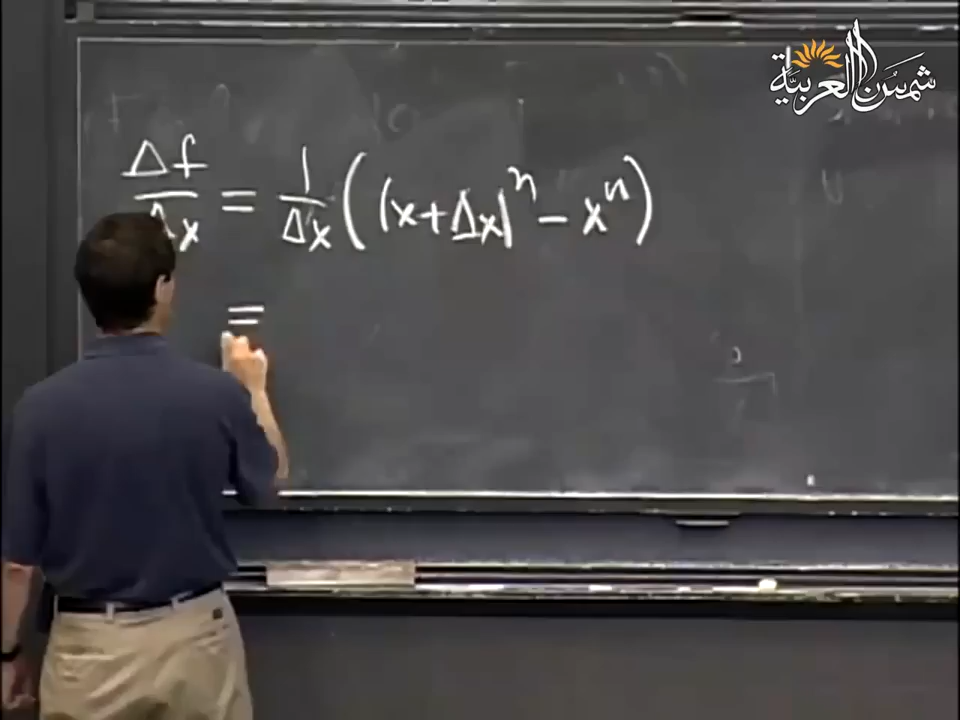 شمس العربية
Δf/Δx = 1/Δx ((x+Δx)^n - x^n)
=